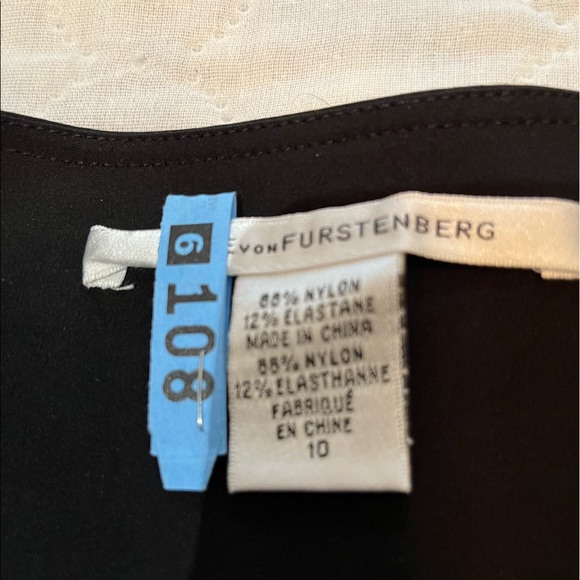 6 108
E VON FURSTENBERG
88% NYLON
12% ELASTANE
MADE IN CHINA
88% NYLON
12% ELASTHANNE
FABRIQUÉ
EN CHINE
10